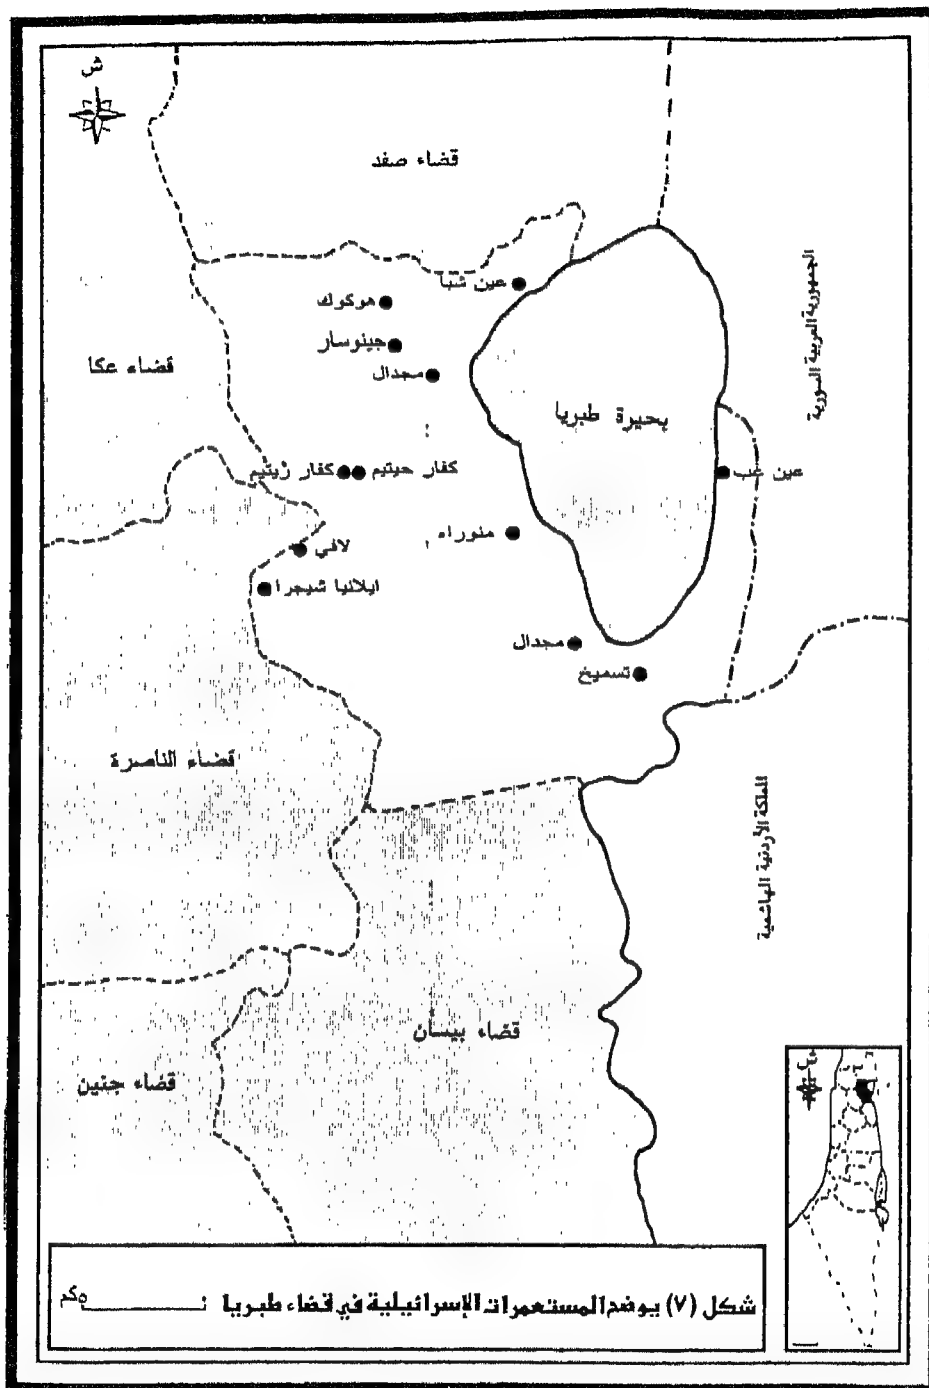 ش
قضاء صفد
الجمهورية العربية السورية
عين شبا
هوكوك
جينوسار
مجدال
قضاء عكا
بحيرة طبريا
كفار حيتيم
كفار زيتيم
عين غب
منوراه
لافي
ايلانيا شيجرا
مجدال
تسميخ
قضاء الناصرة
المملكة الأردنية الهاشمية
قضاء بيسان
قضاء جنين
ش
شكل (٧) يوضح المستعمرات الإسرائيلية في قضاء طبريا
٠ ٥كم